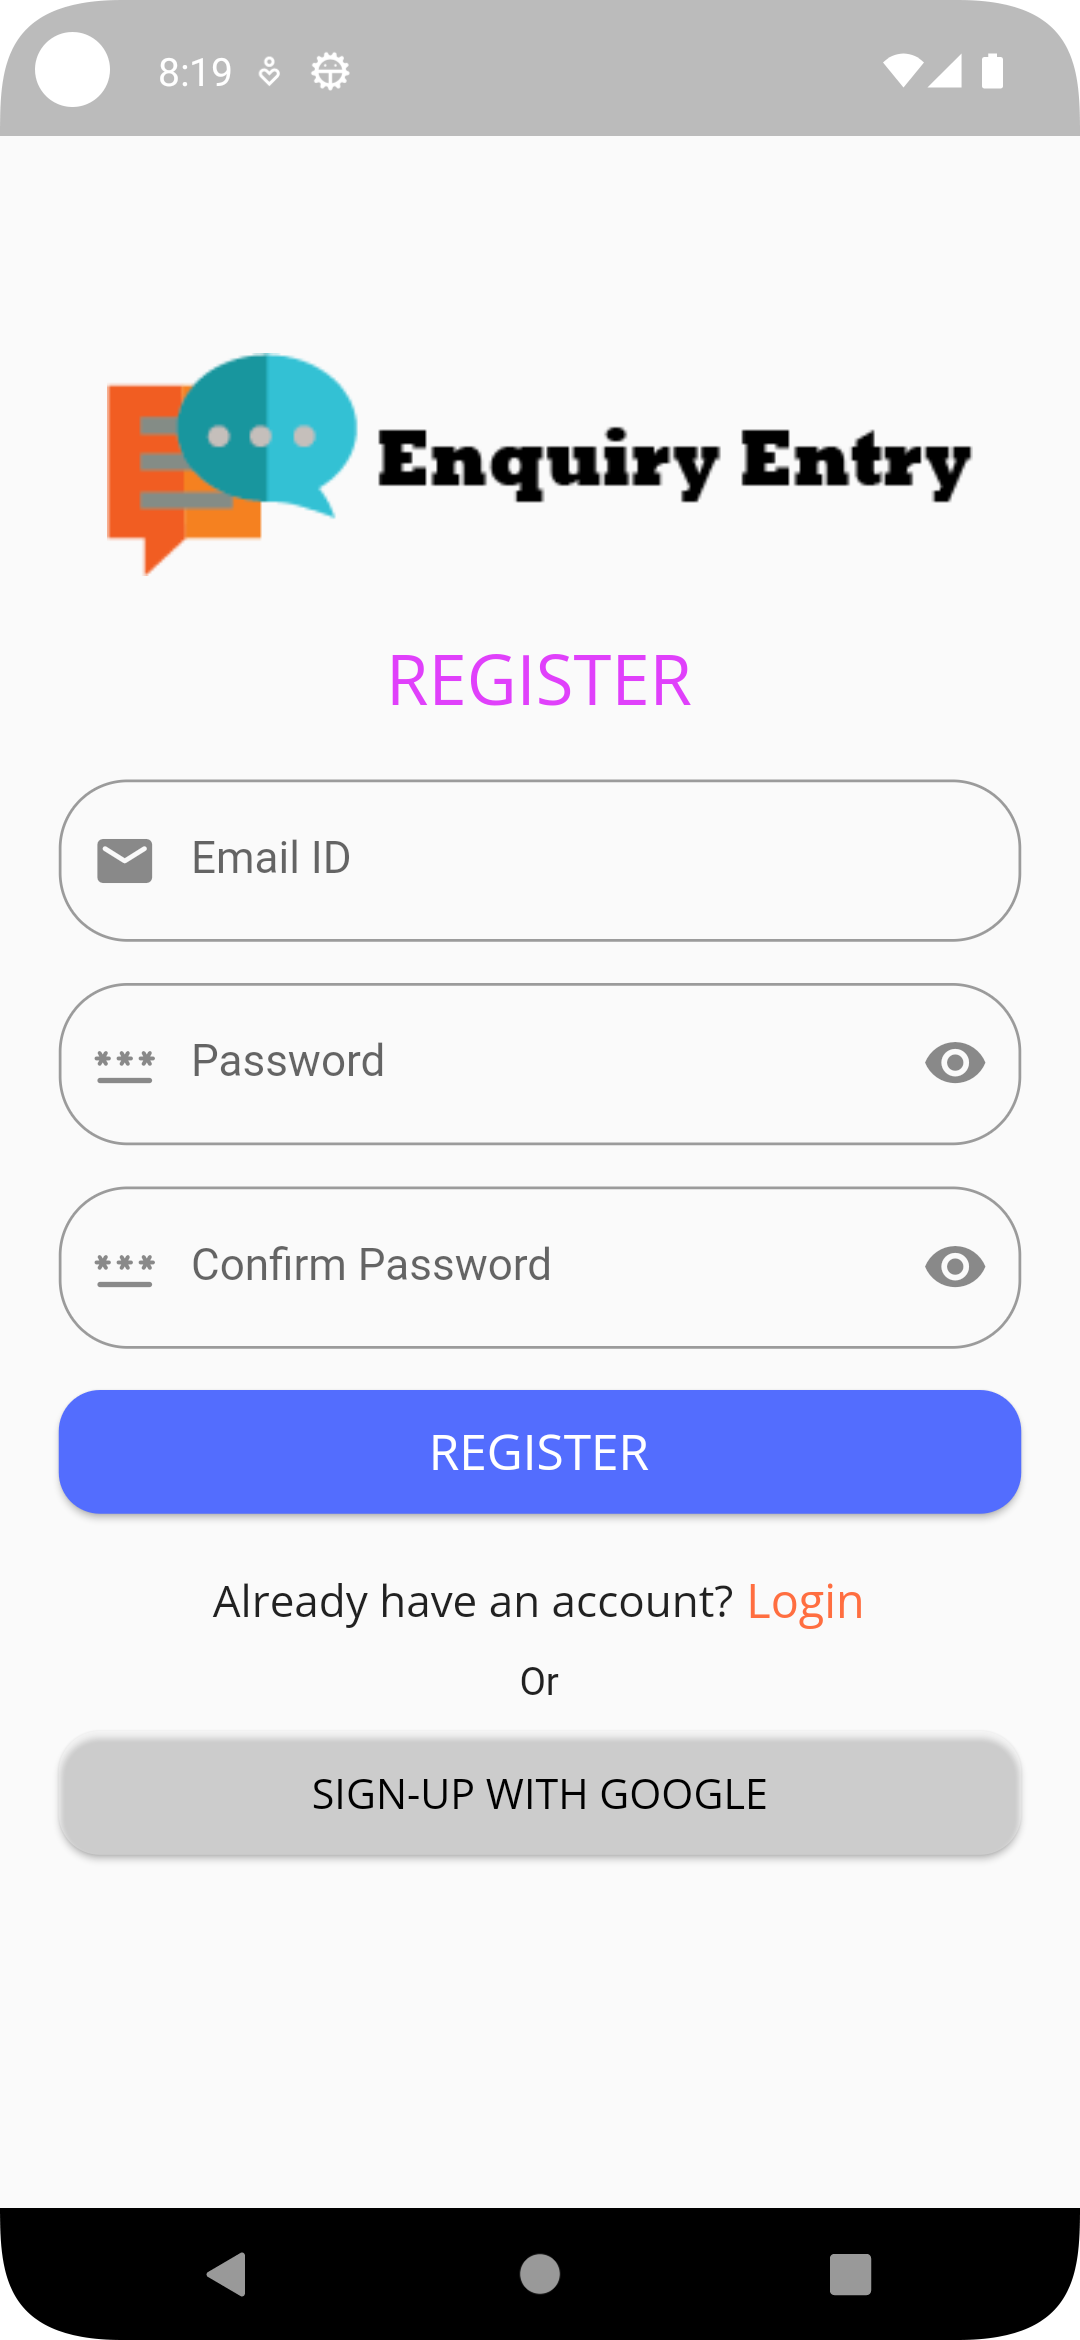 8:19
Enquiry Entry
REGISTER
Email ID
Password
Confirm Password
REGISTER
Already have an account? Login
Or
SIGN-UP WITH GOOGLE